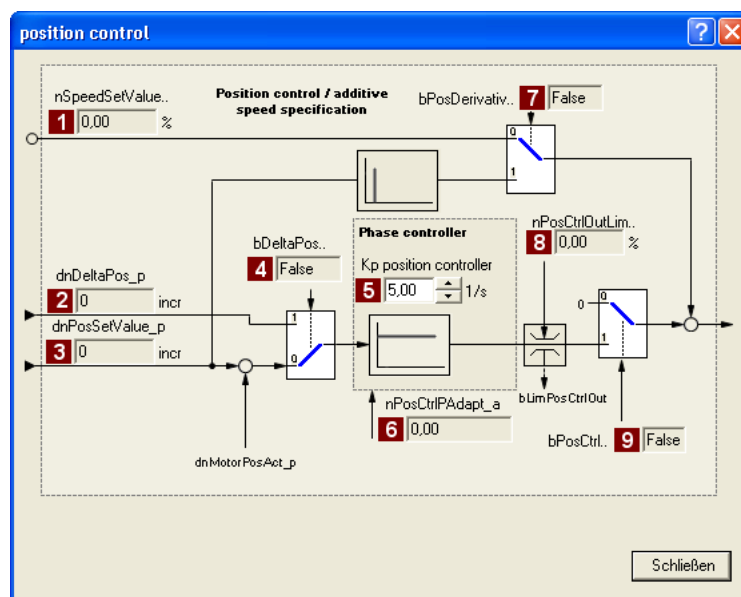 position control
nSpeedSetValue..
1 0,00 %
Position control / additive
speed specification
bPosDerivativ..
7 False
0
1
nPosCtrlOutLim..
8 0,00 %
Phase controller
bDeltaPos..
4 False
Kp position controller
5 5,00 1/s
dnDeltaPos_p
2 0 incr
dnPosSetValue_p
3 0 incr
1
0
0
0
1
bLimPosCtrlOut
nPosCtrlPAdapt_a
6 0,00
bPosCtrl..
9 False
dnMotorPosAct_p
Schließen